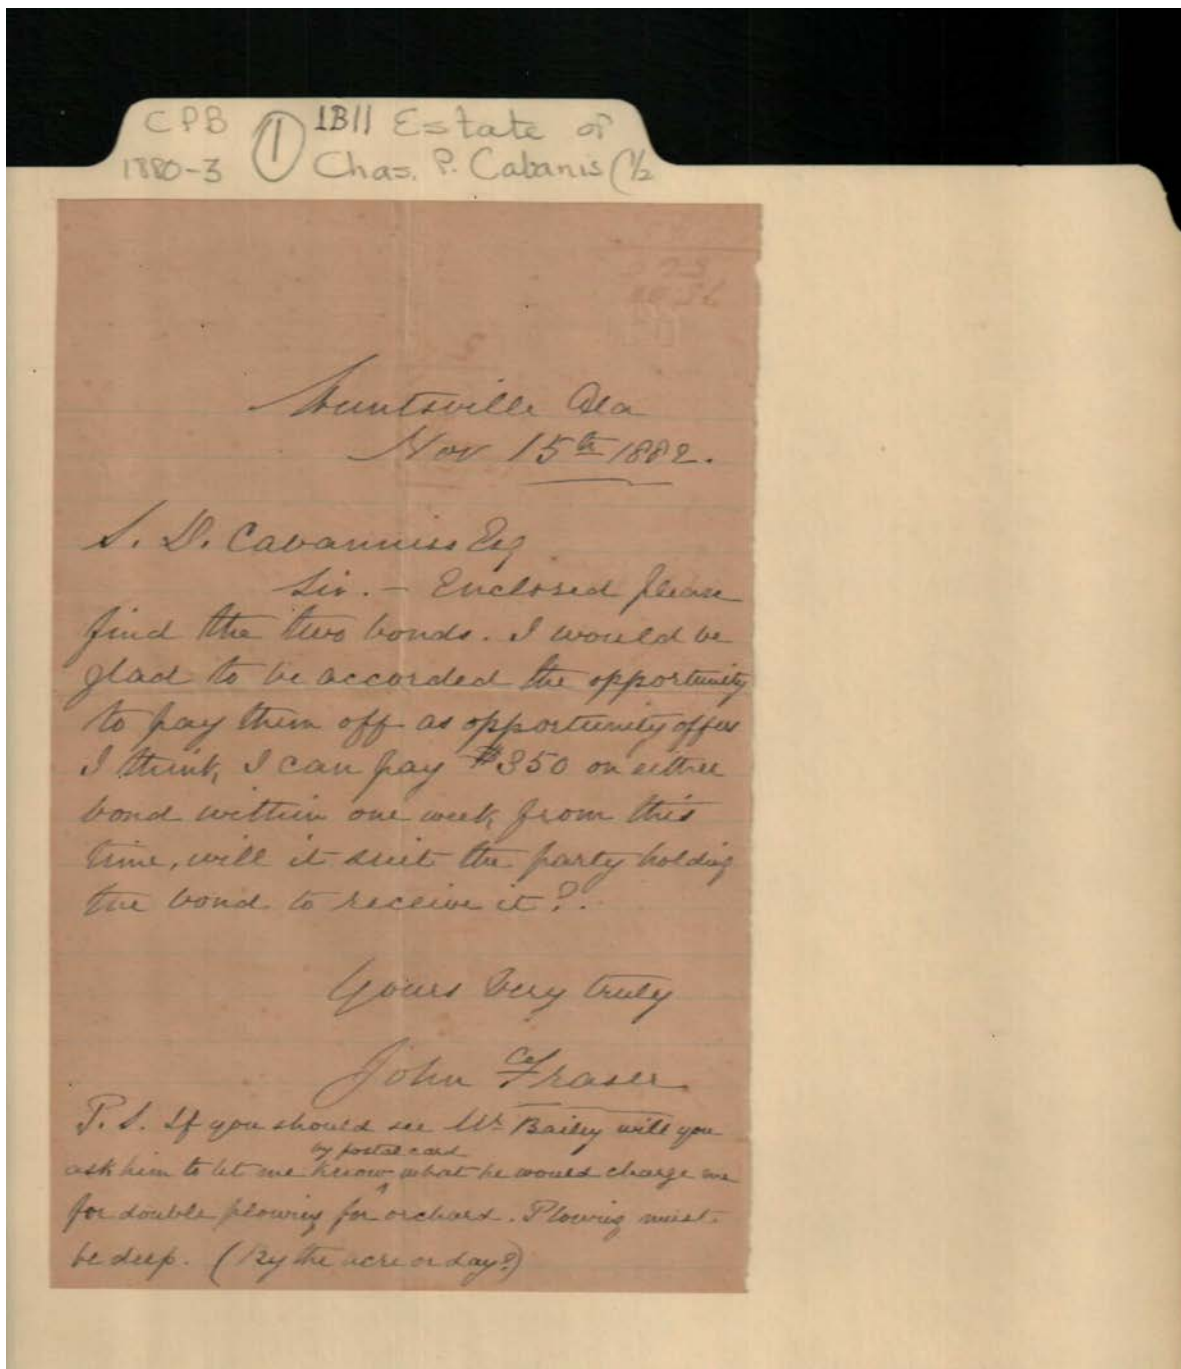 CPB ① 1B11 Estate of
1880-3 Chas. P. Cabanis (1/2
Huntsville Ala
Nov 15th 1882.
S. D. Cabanniss Esq
Sir. – Enclosed please
find the two bonds. I would be
glad to be accorded the opportunity
to pay them off as opportunity offers
I think, I can pay $350 on either
bond within one week from this
time, will it suit the party holding
the bond to receive it?
Yours Very truly
John Fraser
P.S. If you should see Mr Bailey will you
by postal card
ask him to let me know what he would charge me
for double plowing for orchard. Plowing must
be deep. (By the acre or day?)